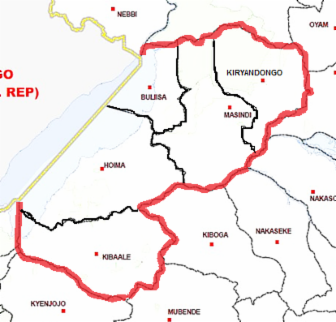 NEBBI
OYAM
GO
. REP)
KIRYANDONGO
BULIISA
MASINDI
HOIMA
NAKASO
KIBOGA
NAKASEKE
KIBAALE
KYENJOJO
MUBENDE